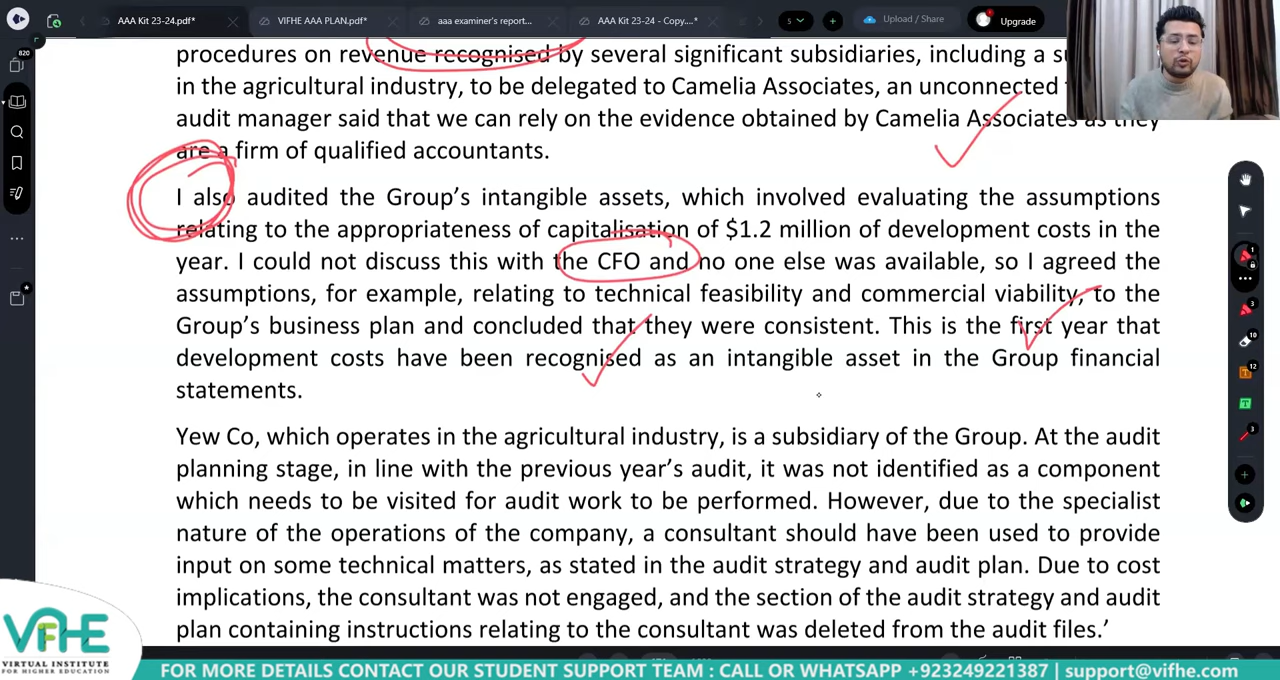 AAA Kit 23-24.pdf*
VIFHE AAA PLAN.pdf*
aaa examiner's report...
AAA Kit 23-24 - Copy....*
5
Upload / Share
Upgrade
820
procedures on revenue recognised by several significant subsidiaries, including a su
in the agricultural industry, to be delegated to Camelia Associates, an unconnected
audit manager said that we can rely on the evidence obtained by Camelia Associates as they
are a firm of qualified accountants.
I also audited the Group's intangible assets, which involved evaluating the assumptions
relating to the appropriateness of capitalisation of $1.2 million of development costs in the
year. I could not discuss this with the CFO and no one else was available, so I agreed the
assumptions, for example, relating to technical feasibility and commercial viability, to the
Group's business plan and concluded that they were consistent. This is the first year that
development costs have been recognised as an intangible asset in the Group financial
statements.
Yew Co, which operates in the agricultural industry, is a subsidiary of the Group. At the audit
planning stage, in line with the previous year's audit, it was not identified as a component
which needs to be visited for audit work to be performed. However, due to the specialist
nature of the operations of the company, a consultant should have been used to provide
input on some technical matters, as stated in the audit strategy and audit plan. Due to cost
implications, the consultant was not engaged, and the section of the audit strategy and audit
plan containing instructions relating to the consultant was deleted from the audit files.'
1
3
10
12
3
VIFHE
VIRTUAL INSTITUTE
FOR HIGHER EDUCATION
FOR MORE DETAILS CONTACT OUR STUDENT SUPPORT TEAM : CALL OR WHATSAPP +923249221387 | support@vifhe.com